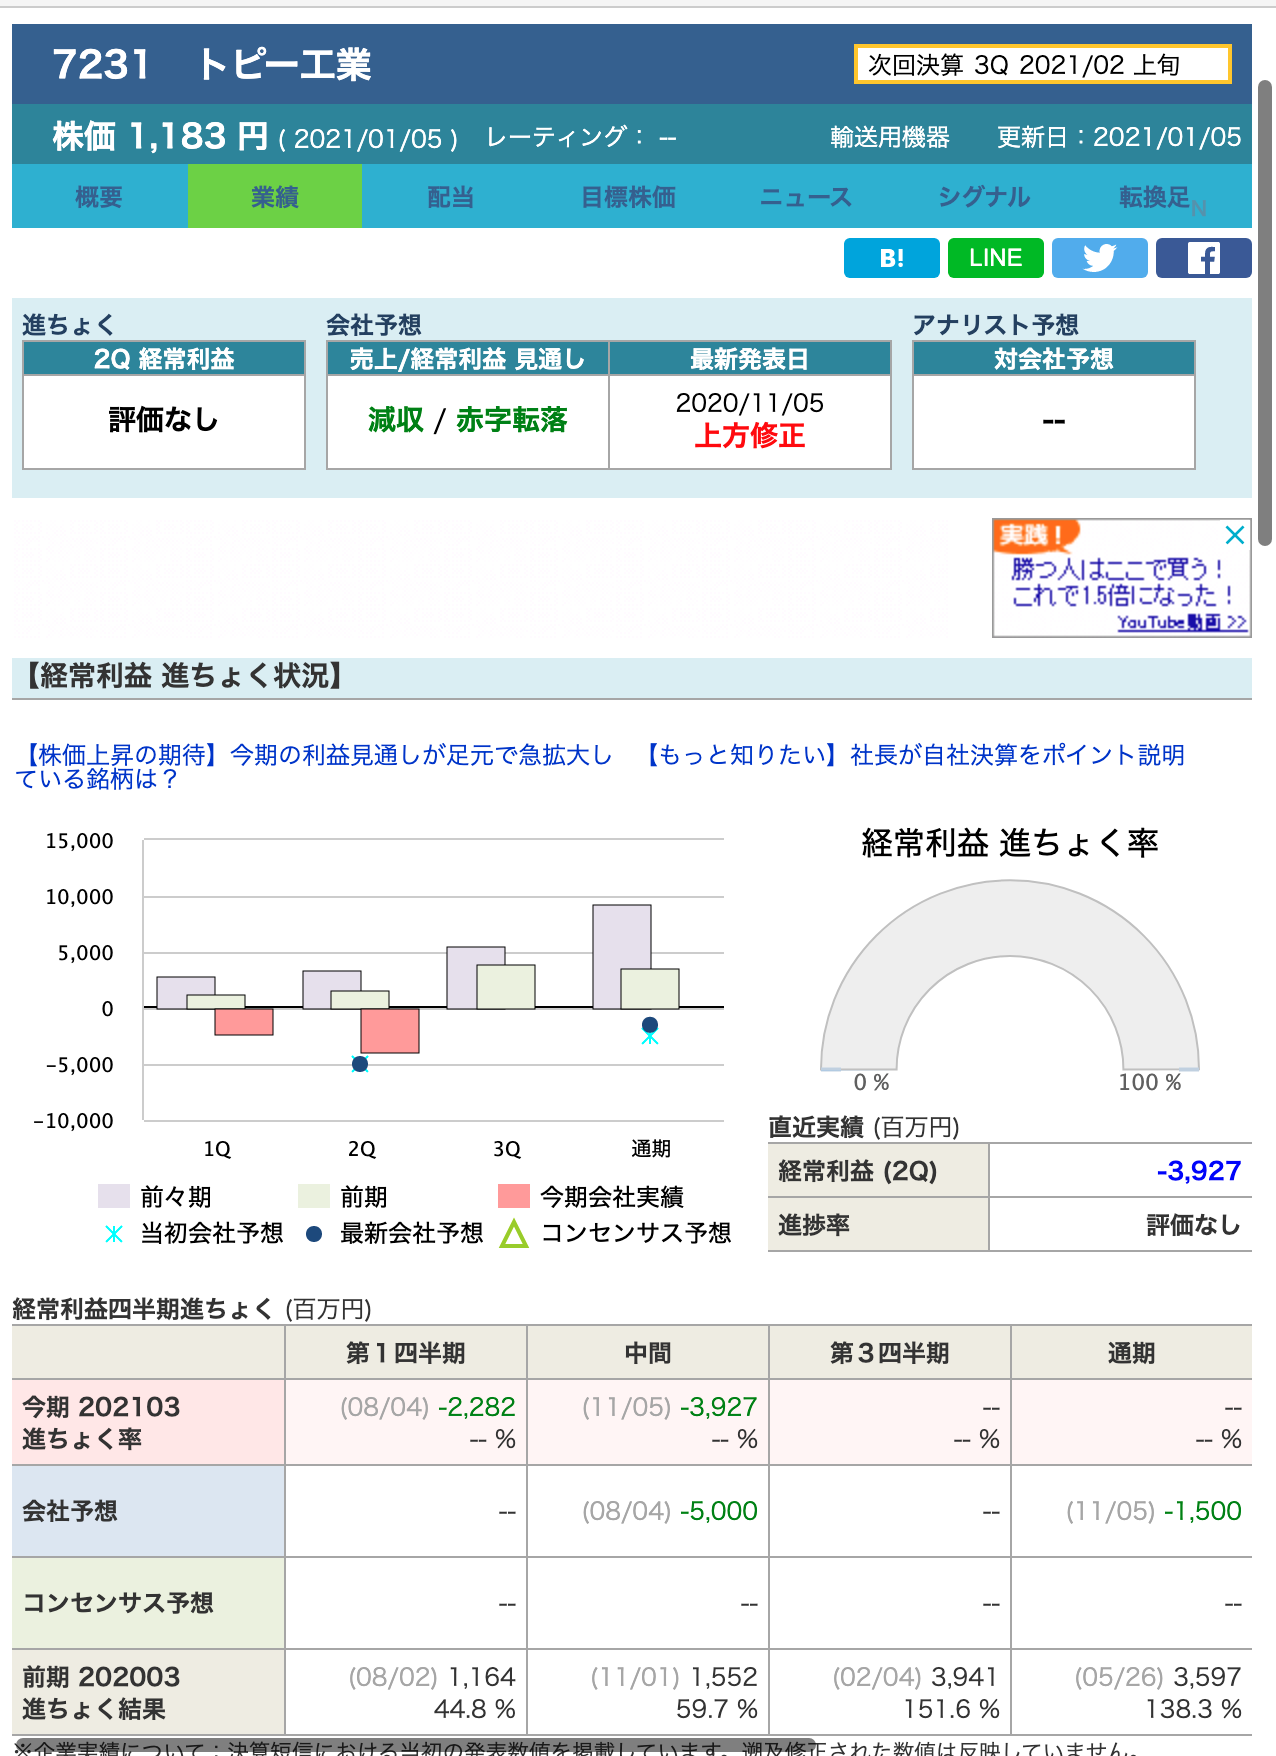 7231　トピー工業
次回決算 3Q 2021/02 上旬
株価 1,183 円 ( 2021/01/05 )　レーティング： --　輸送用機器　更新日：2021/01/05
概要　業績　配当　目標株価　ニュース　シグナル　転換足N
B!　LINE
進ちょく　会社予想　アナリスト予想
2Q 経常利益　売上/経常利益 見通し　最新発表日　対会社予想
評価なし　減収 / 赤字転落　2020/11/05　--
上方修正
実践！
勝つ人はここで買う！
これで1.5倍になった！
YouTube動画 >>
【経常利益 進ちょく状況】
【株価上昇の期待】今期の利益見通しが足元で急拡大し
ている銘柄は？
【もっと知りたい】社長が自社決算をポイント説明
15,000
10,000
5,000
0
−5,000
−10,000
1Q　2Q　3Q　通期
前々期　前期　今期会社実績
当初会社予想　最新会社予想　コンセンサス予想
経常利益 進ちょく率
0 %　100 %
直近実績 (百万円)
経常利益 (2Q)　-3,927
進捗率　評価なし
経常利益四半期進ちょく (百万円)
第１四半期　中間　第３四半期　通期
今期 202103　(08/04) -2,282　(11/05) -3,927　--　--
進ちょく率　-- %　-- %　-- %　-- %
会社予想　--　(08/04) -5,000　--　(11/05) -1,500
コンセンサス予想　--　--　--　--
前期 202003　(08/02) 1,164　(11/01) 1,552　(02/04) 3,941　(05/26) 3,597
進ちょく結果　44.8 %　59.7 %　151.6 %　138.3 %
※企業実績について：決算短信における当初の発表数値を掲載しています。遡及修正された数値は反映していません。